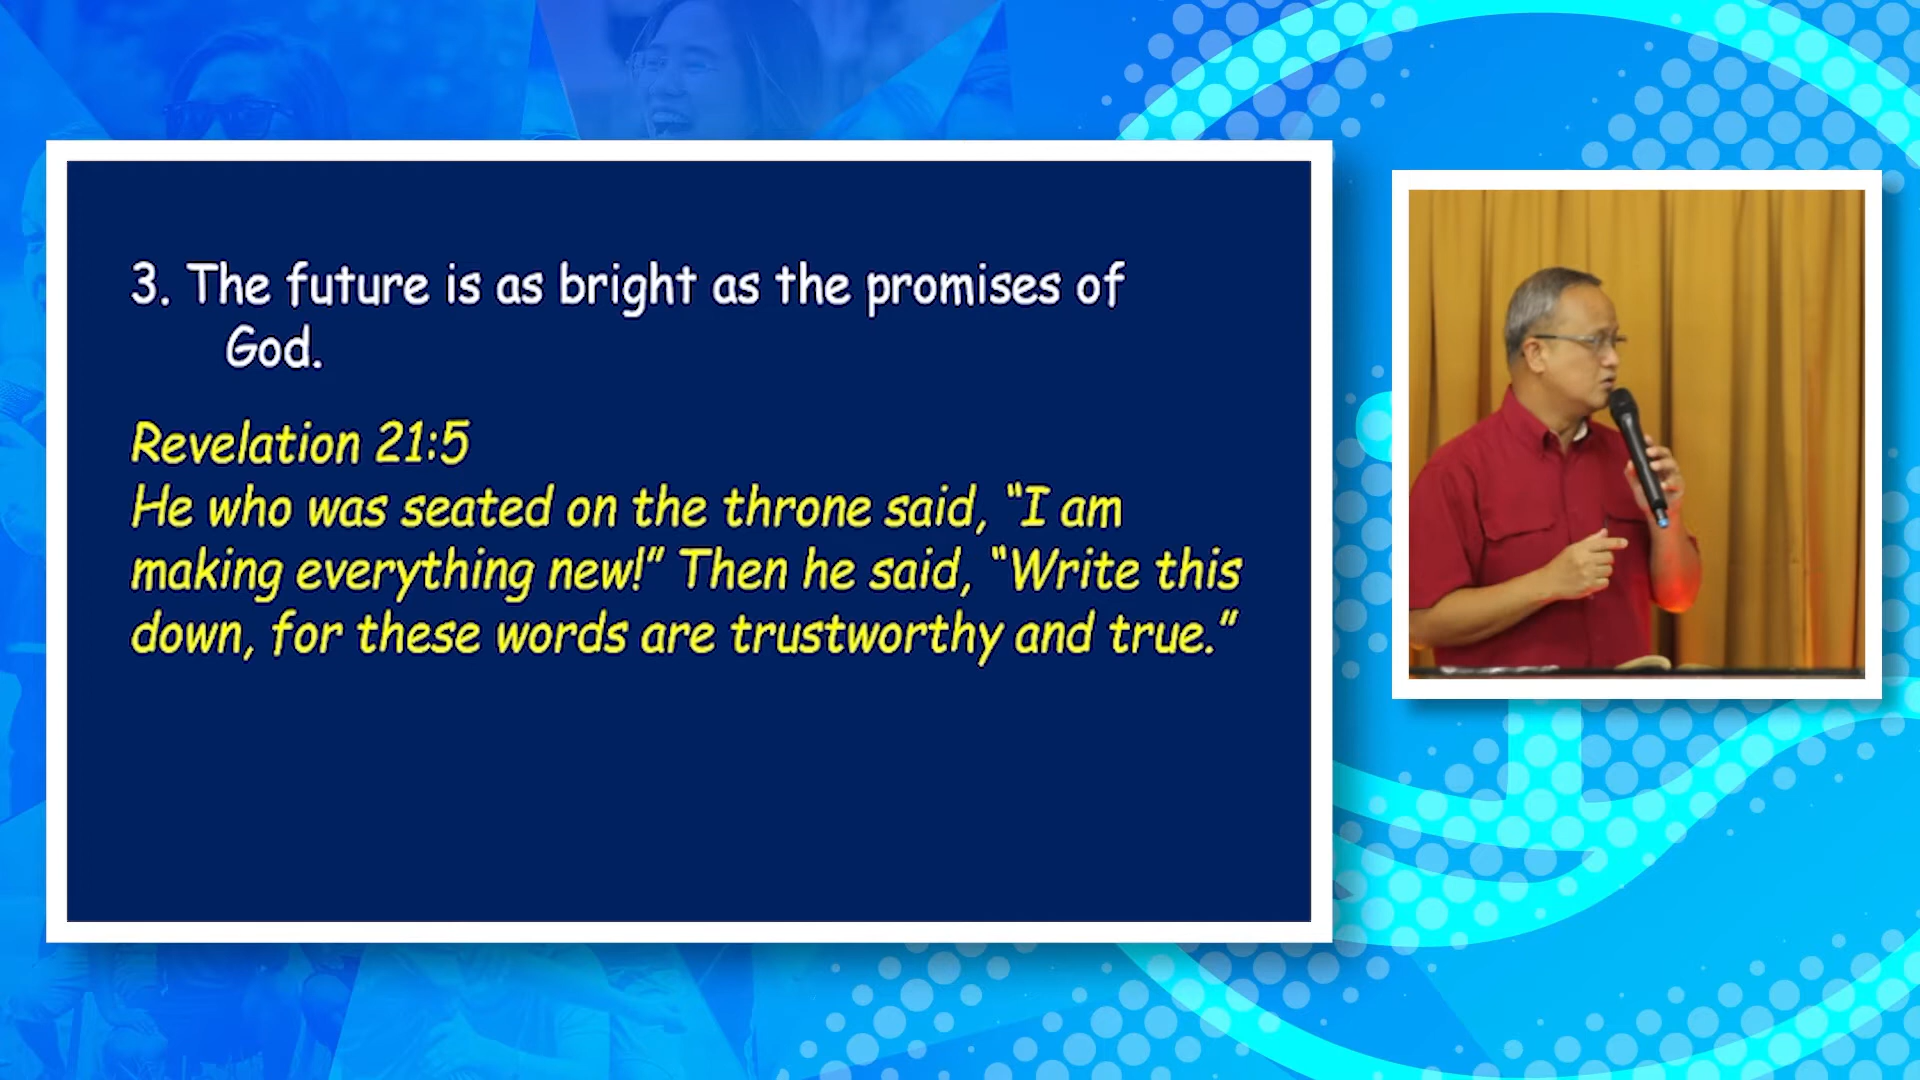 3. The future is as bright as the promises of
God.
Revelation 21:5
He who was seated on the throne said, “I am
making everything new!” Then he said, “Write this
down, for these words are trustworthy and true.”